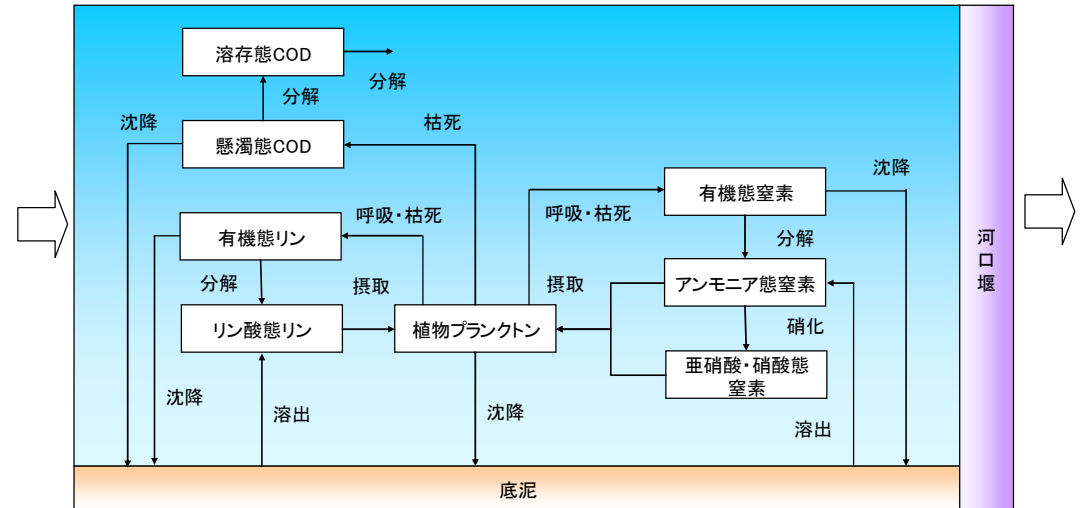 溶存態COD
分解
分解
沈降
枯死
懸濁態COD
沈降
有機態窒素
呼吸・枯死
呼吸・枯死
有機態リン
分解
河口堰
分解
摂取
摂取
アンモニア態窒素
リン酸態リン
植物プランクトン
硝化
亜硝酸・硝酸態
窒素
沈降
溶出
沈降
溶出
底泥